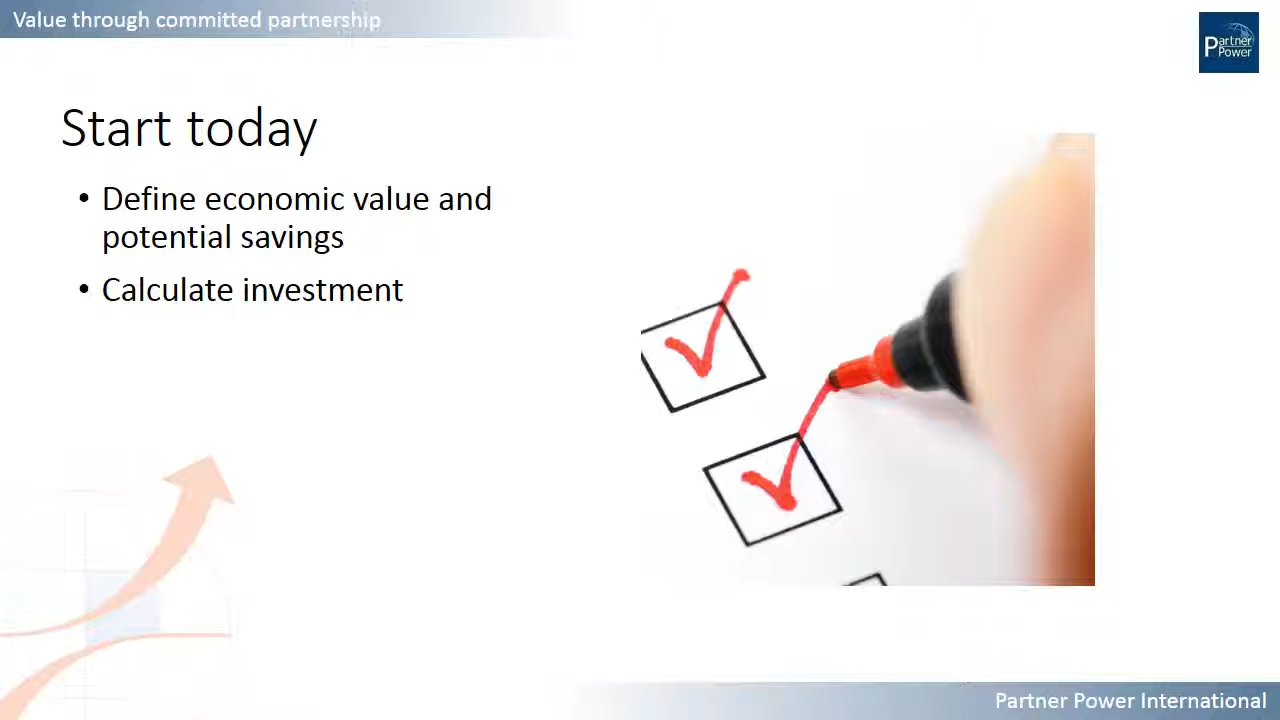 Value through committed partnership
Partner
Power
Start today
• Define economic value and
potential savings
• Calculate investment
Partner Power International